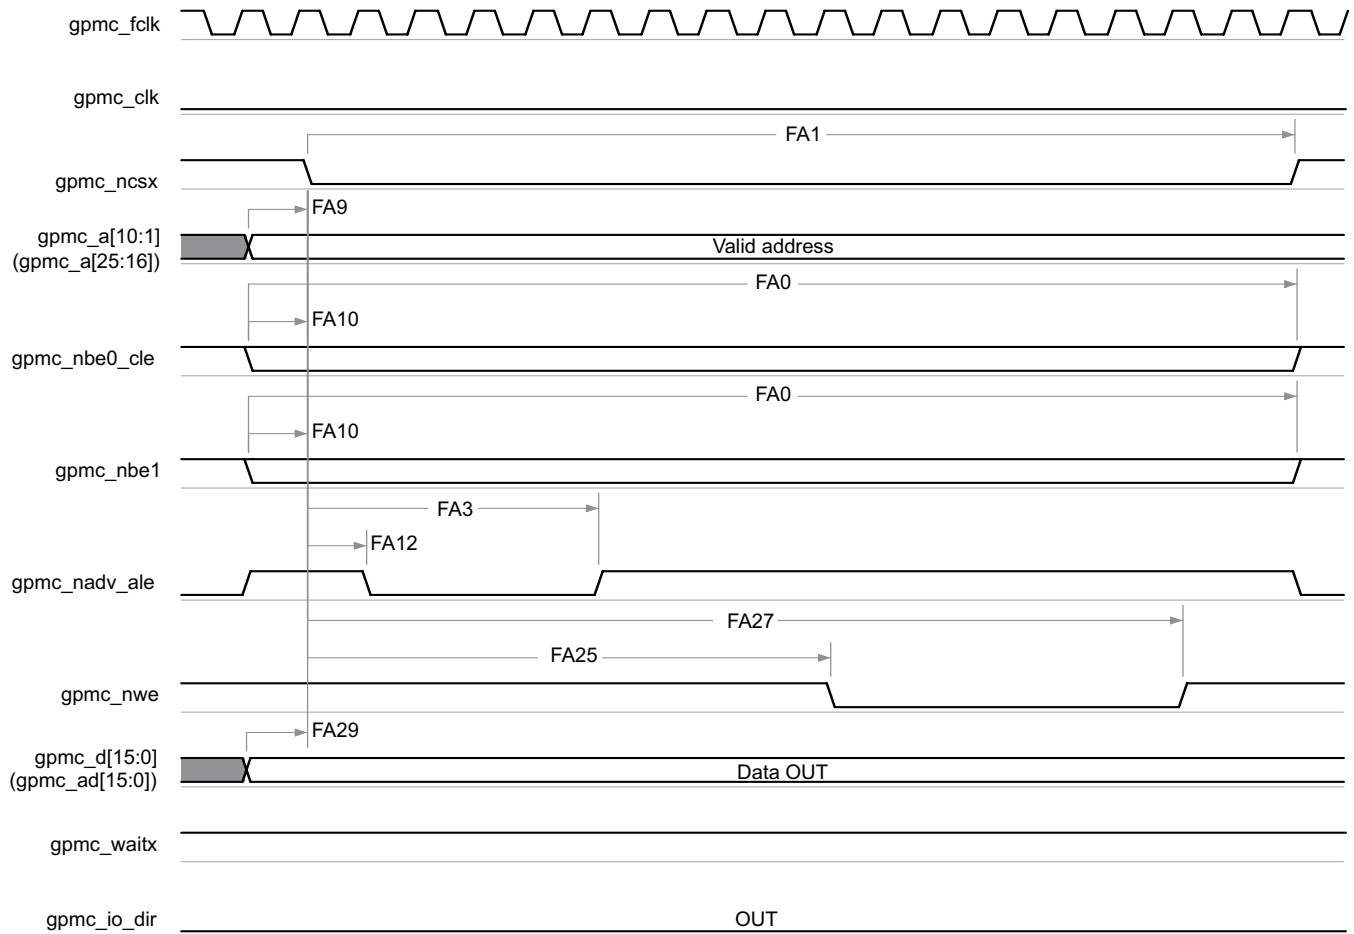 gpmc_fclk
gpmc_clk
FA1
gpmc_ncsx
FA9
gpmc_a[10:1]
(gpmc_a[25:16])
Valid address
FA0
FA10
gpmc_nbe0_cle
FA0
FA10
gpmc_nbe1
FA3
FA12
gpmc_nadv_ale
FA27
FA25
gpmc_nwe
FA29
gpmc_d[15:0]
(gpmc_ad[15:0])
Data OUT
gpmc_waitx
gpmc_io_dir
OUT